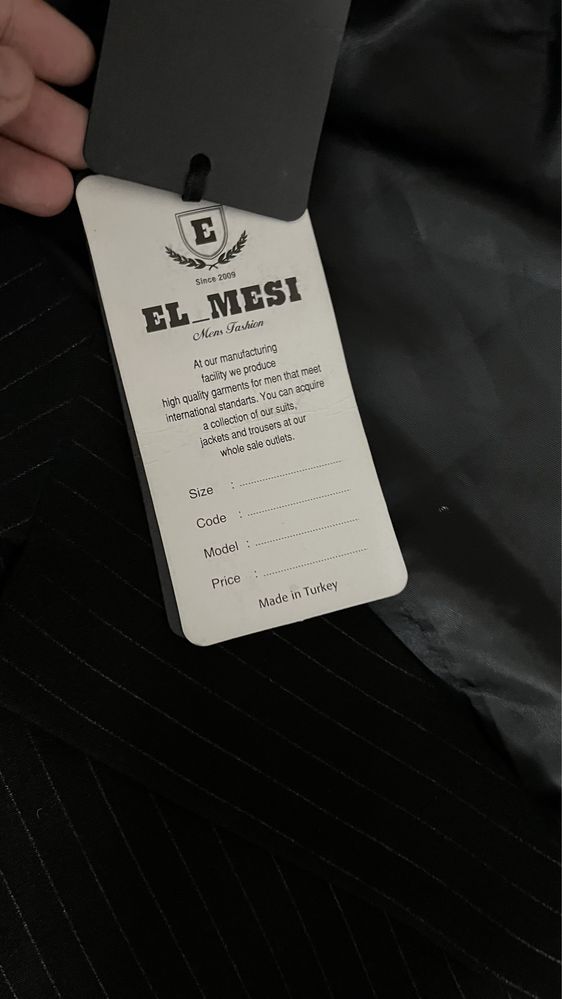 E
Since 2009
EL_MESI
Mens Fashion
At our manufacturing
facility we produce
high quality garments for men that meet
international standarts. You can acquire
a collection of our suits,
jackets and trousers at our
whole sale outlets.
Size : ........................
Code : ........................
Model : ........................
Price : ........................
Made in Turkey